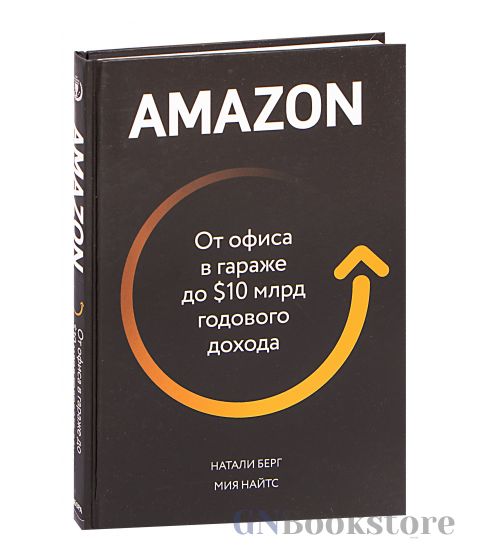 AMAZON
От офиса
в гараже
до $10 млрд
годового
дохода
НАТАЛИ БЕРГ
МИЯ НАЙТС
AMAZON
От офиса в гараже до
GNBookstore